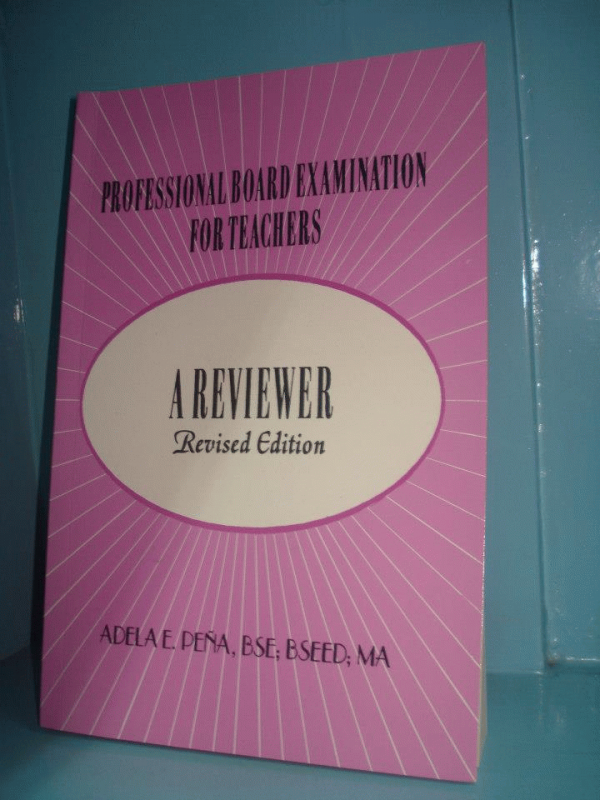 PROFESSIONAL BOARD EXAMINATION
FOR TEACHERS
A REVIEWER
Revised Edition
ADELA E. PEÑA, BSE; BSEED; MA